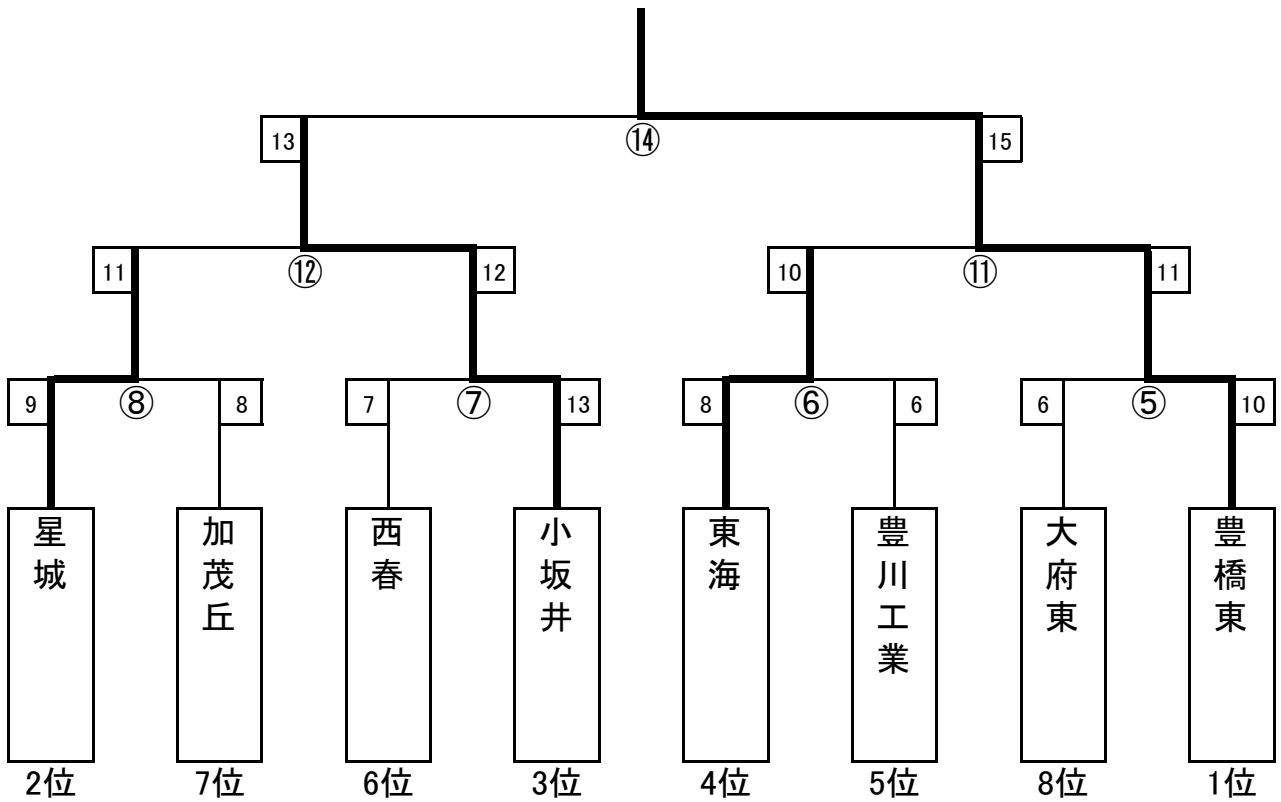 13
⑭
15
11
⑫
12
10
⑪
11
9
⑧
8
7
⑦
13
8
⑥
6
6
⑤
10
星城
加茂丘
西春
小坂井
東海
豊川工業
大府東
豊橋東
2位
7位
6位
3位
4位
5位
8位
1位